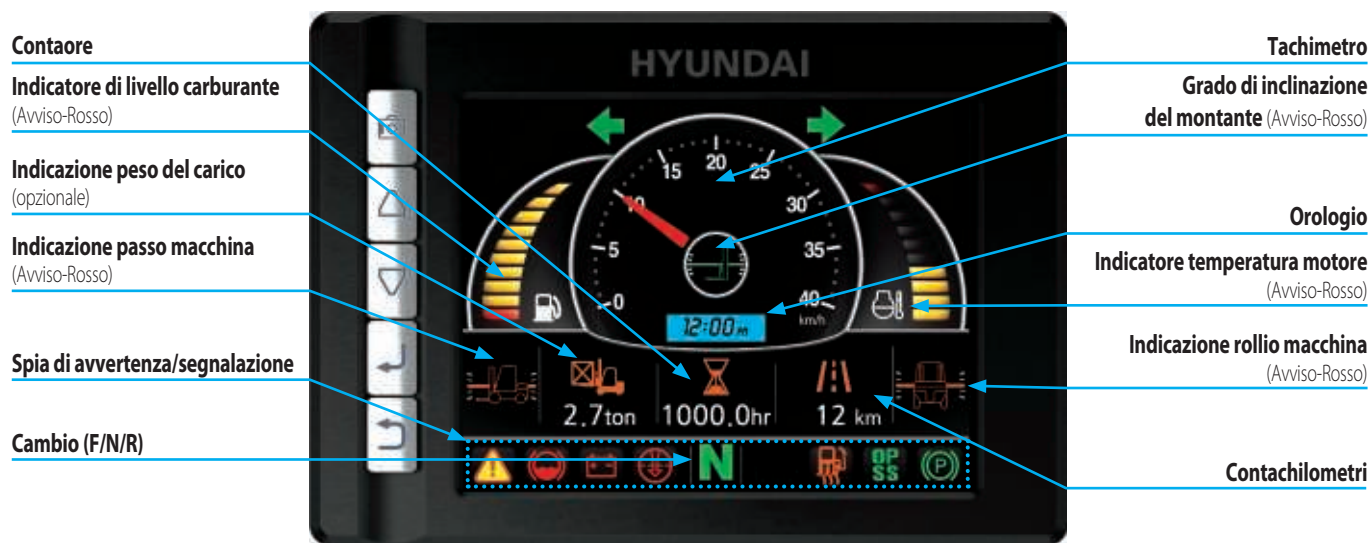 Contaore
Indicatore di livello carburante
(Avviso-Rosso)
Indicazione peso del carico
(opzionale)
Indicazione passo macchina
(Avviso-Rosso)
Spia di avvertenza/segnalazione
Cambio (F/N/R)
HYUNDAI
0
5
10
15
20
25
30
35
40
km/h
12:00
2.7ton
1000.0hr
12 km
N
OP
SS
P
Tachimetro
Grado di inclinazione
del montante (Avviso-Rosso)
Orologio
Indicatore temperatura motore
(Avviso-Rosso)
Indicazione rollio macchina
(Avviso-Rosso)
Contachilometri